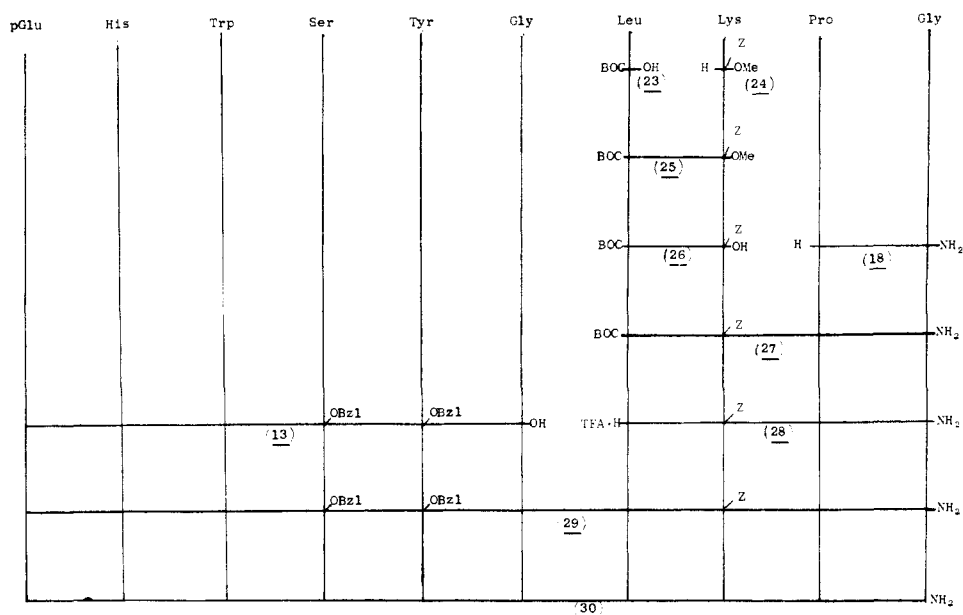 pGlu His Trp Ser Tyr Gly Leu Lys Pro Gly
Z
BOC OH H OMe
(23) (24)
Z
BOC OMe
(25)
Z
BOC OH H NH2
(26) (18)
BOC Z NH2
(27)
OBzl OBzl OH TFA·H Z NH2
(13) (28)
OBzl OBzl Z NH2
(29)
NH2
(30)